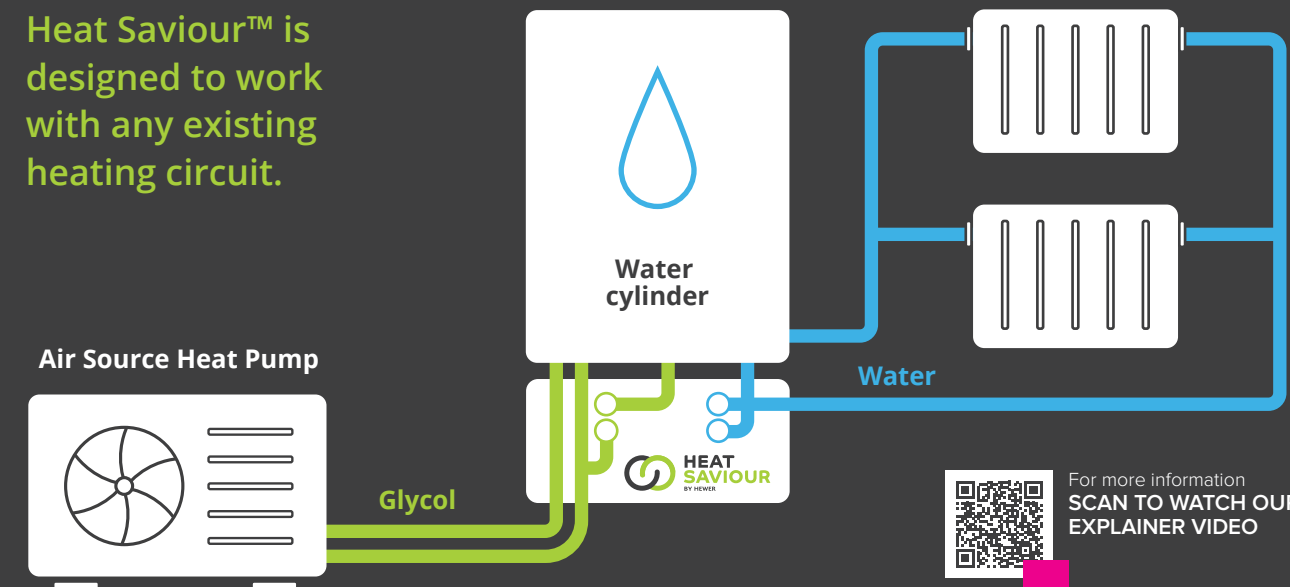 Heat Saviour™ is
designed to work
with any existing
heating circuit.
Water
cylinder
Air Source Heat Pump
Water
HEAT
SAVIOUR
BY HEWER
Glycol
For more information
SCAN TO WATCH OUR
EXPLAINER VIDEO